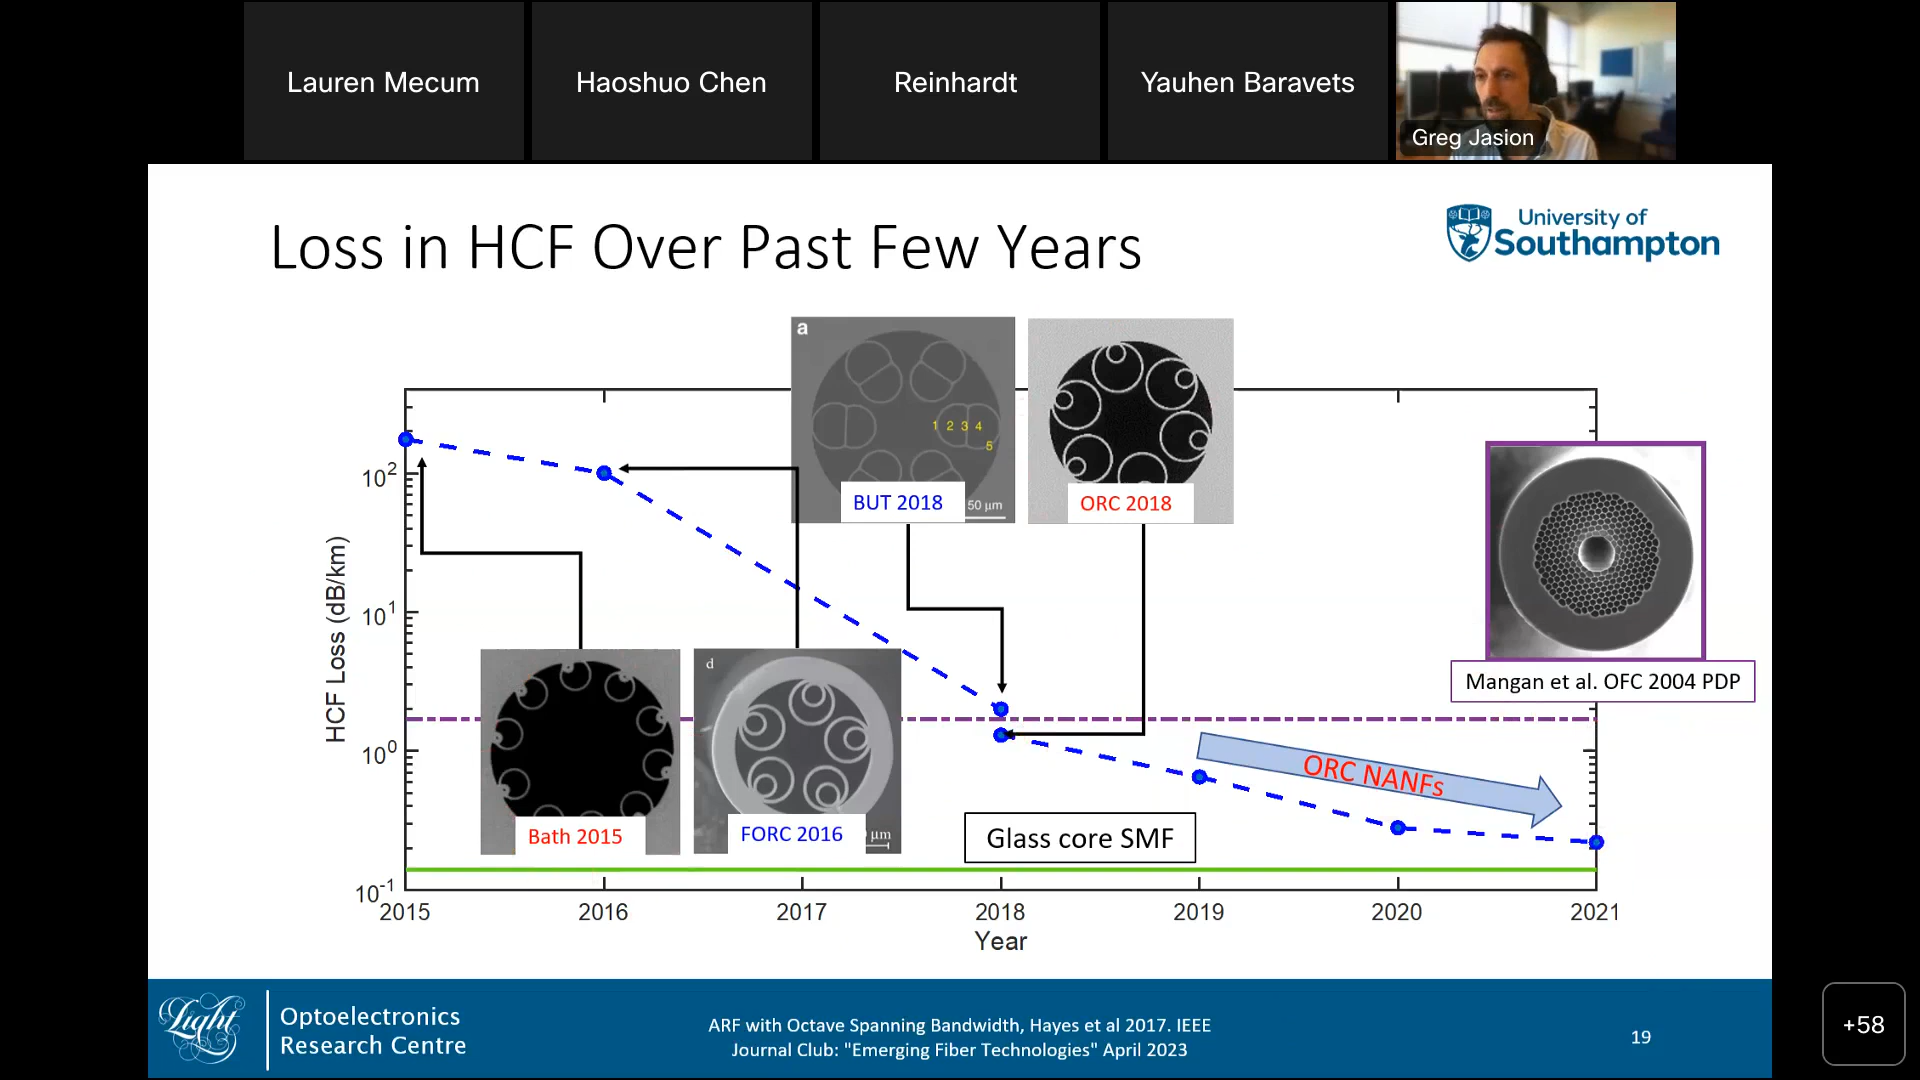 Lauren Mecum
Haoshuo Chen
Reinhardt
Yauhen Baravets
Greg Jasion
Loss in HCF Over Past Few Years
University of
Southampton
a
1 2 3 4
5
BUT 2018
50 μm
ORC 2018
HCF Loss (dB/km)
10²
10¹
10⁰
10⁻¹
d
Bath 2015
FORC 2016
μm
Mangan et al. OFC 2004 PDP
ORC NANFs
Glass core SMF
2015 2016 2017 2018 2019 2020 2021
Year
Light
Optoelectronics
Research Centre
ARF with Octave Spanning Bandwidth, Hayes et al 2017. IEEE
Journal Club: "Emerging Fiber Technologies" April 2023
19
+58